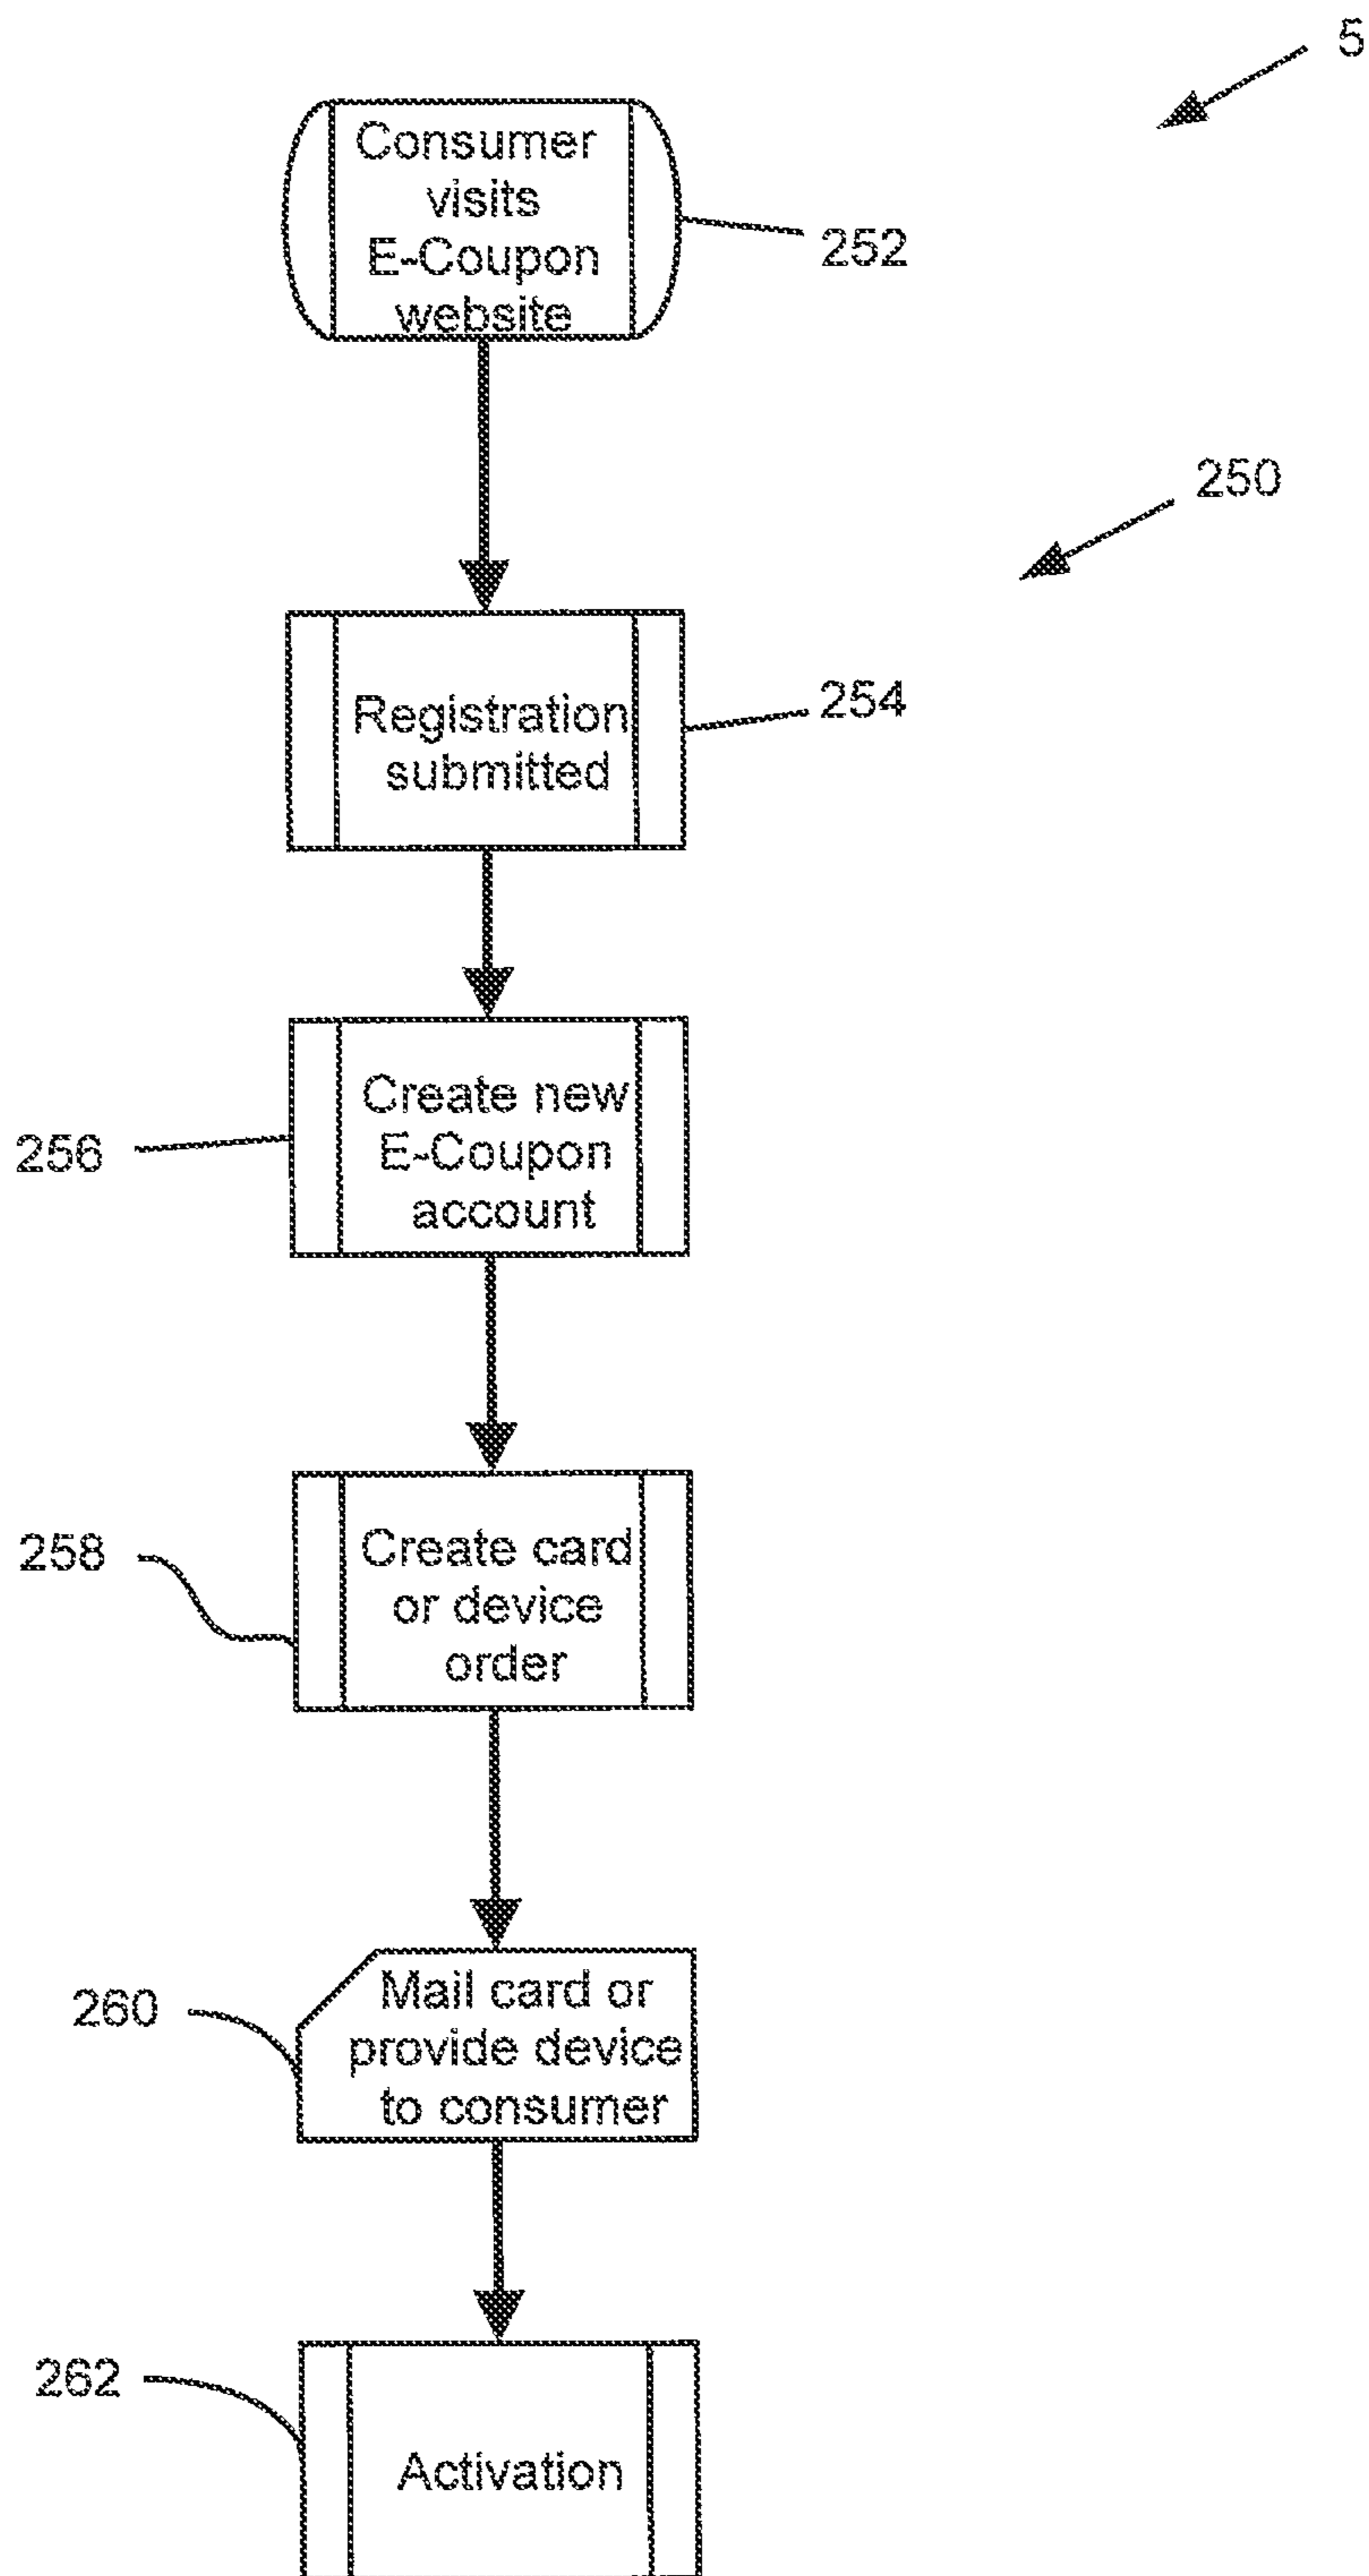 5
Consumer
visits
E-Coupon
website
252
250
Registration
submitted
254
Create new
E-Coupon
account
256
Create card
or device
order
258
Mail card or
provide device
to consumer
260
Activation
262